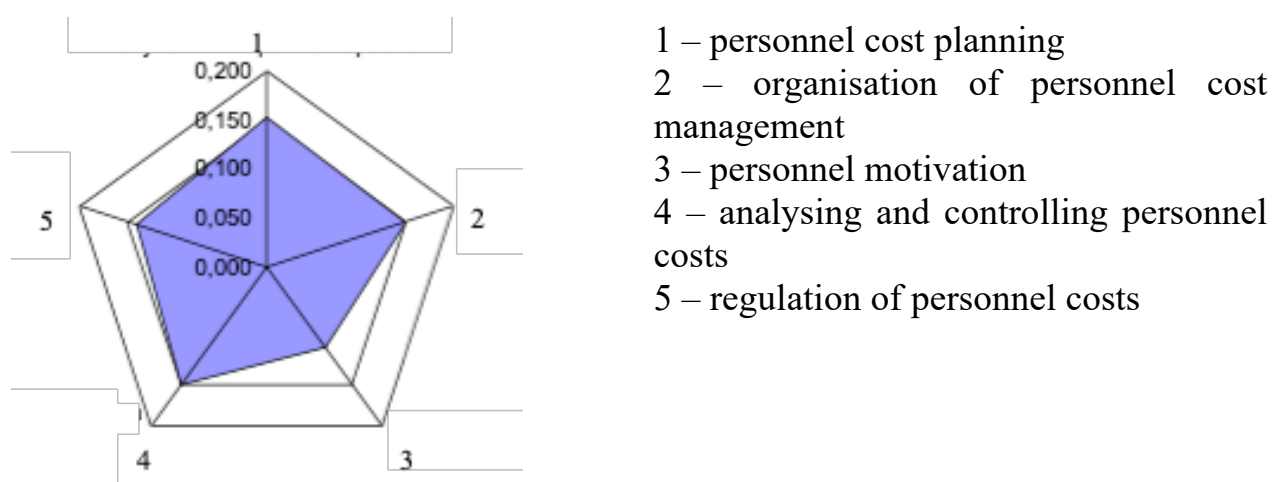 1
0,200
0,150
0,100
0,050
0,000
5
2
4
3
1 – personnel cost planning
2 – organisation of personnel cost
management
3 – personnel motivation
4 – analysing and controlling personnel
costs
5 – regulation of personnel costs